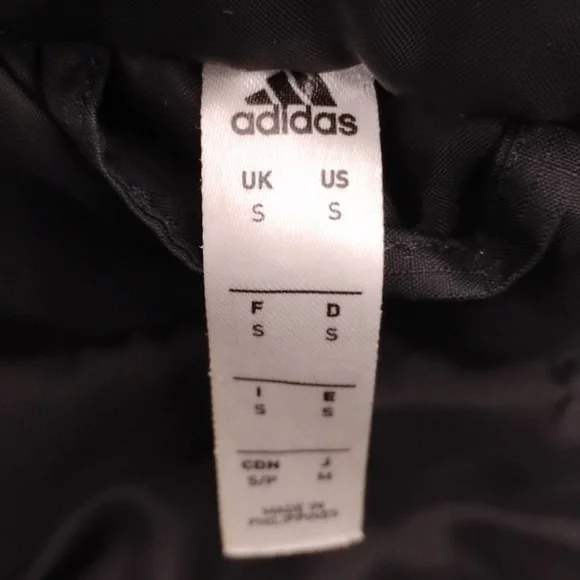 adidas
UK US
S S
F D
S S
I E
S S
CDN J
S/P M
MADE IN
PHILIPPINES